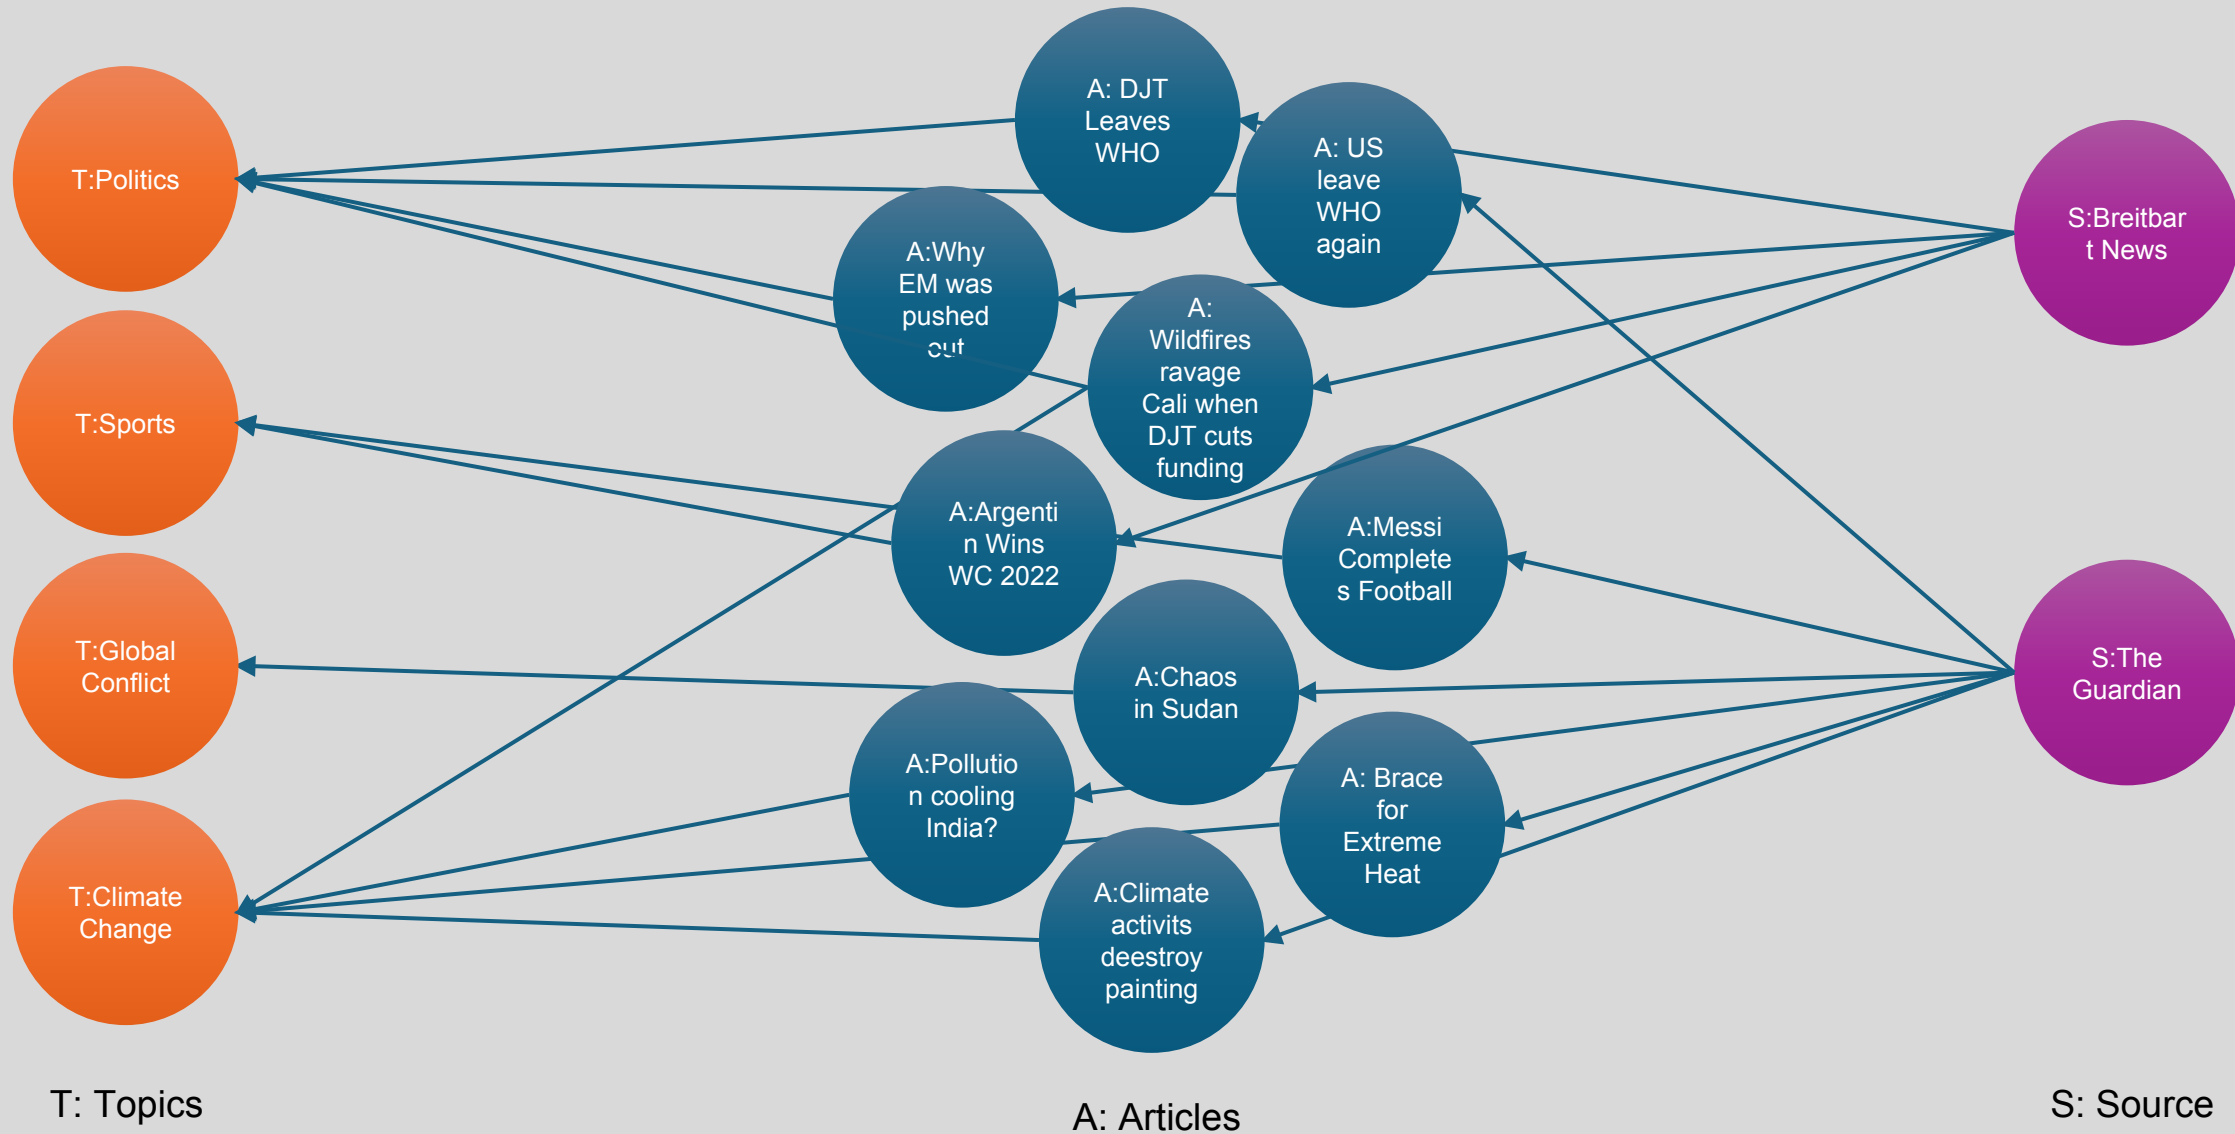 T:Politics
T:Sports
T:Global
Conflict
T:Climate
Change
A: DJT
Leaves
WHO
A: US
leave
WHO
again
A:Why
EM was
pushed
out
A:
Wildfires
ravage
Cali when
DJT cuts
funding
A:Argenti
n Wins
WC 2022
A:Messi
Complete
s Football
A:Chaos
in Sudan
A:Pollutio
n cooling
India?
A: Brace
for
Extreme
Heat
A:Climate
activits
deestroy
painting
S:Breitbar
t News
S:The
Guardian
T: Topics
A: Articles
S: Source